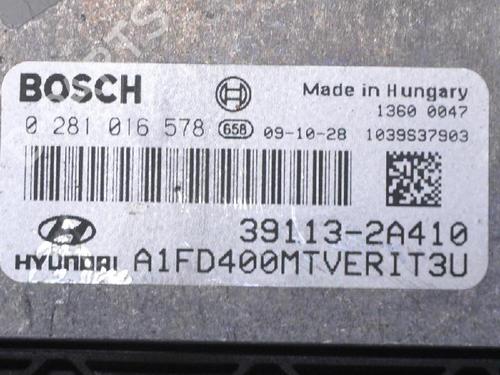 BOSCH
Made in Hungary
1360 0047
0 281 016 578 658 09-10-28 1039S37903
39113-2A410
HYUNDAI A1FD400MTVERIT3U